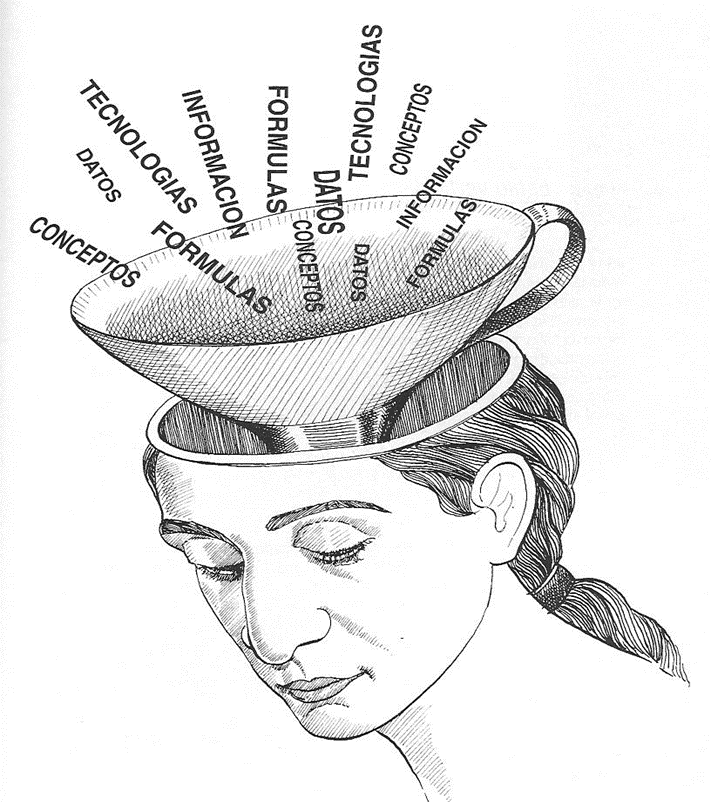 TECNOLOGIAS
DATOS
CONCEPTOS
INFORMACION
FORMULAS
FORMULAS
DATOS
CONCEPTOS
TECNOLOGIAS
CONCEPTOS
DATOS
INFORMACION
FORMULAS